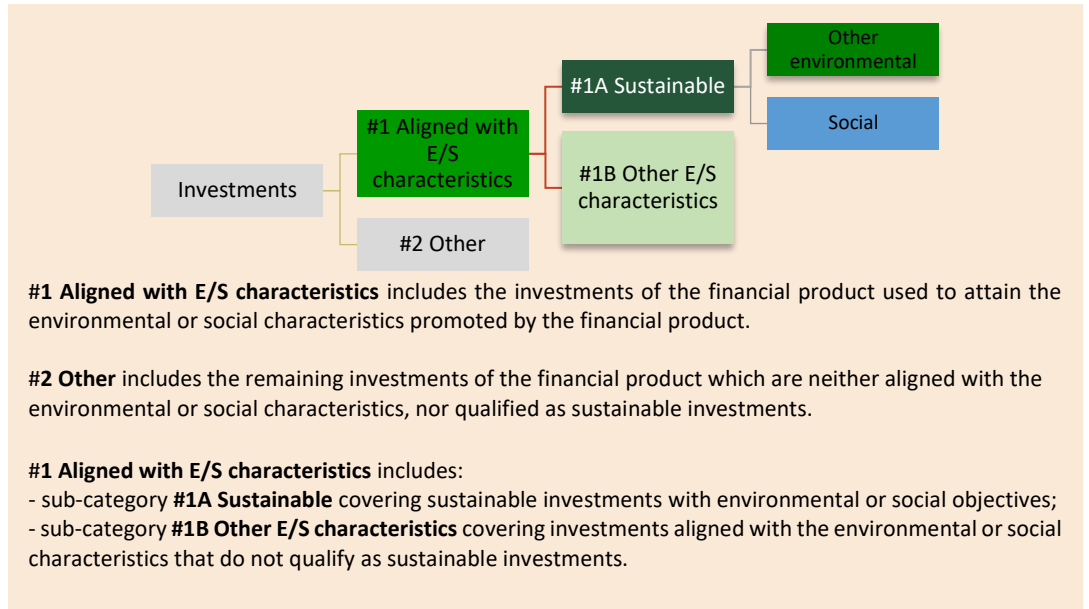 Other
environmental
#1A Sustainable
#1 Aligned with
E/S
characteristics
Social
#1B Other E/S
characteristics
Investments
#2 Other
#1 Aligned with E/S characteristics includes the investments of the financial product used to attain the
environmental or social characteristics promoted by the financial product.
#2 Other includes the remaining investments of the financial product which are neither aligned with the
environmental or social characteristics, nor qualified as sustainable investments.
#1 Aligned with E/S characteristics includes:
- sub-category #1A Sustainable covering sustainable investments with environmental or social objectives;
- sub-category #1B Other E/S characteristics covering investments aligned with the environmental or social
characteristics that do not qualify as sustainable investments.